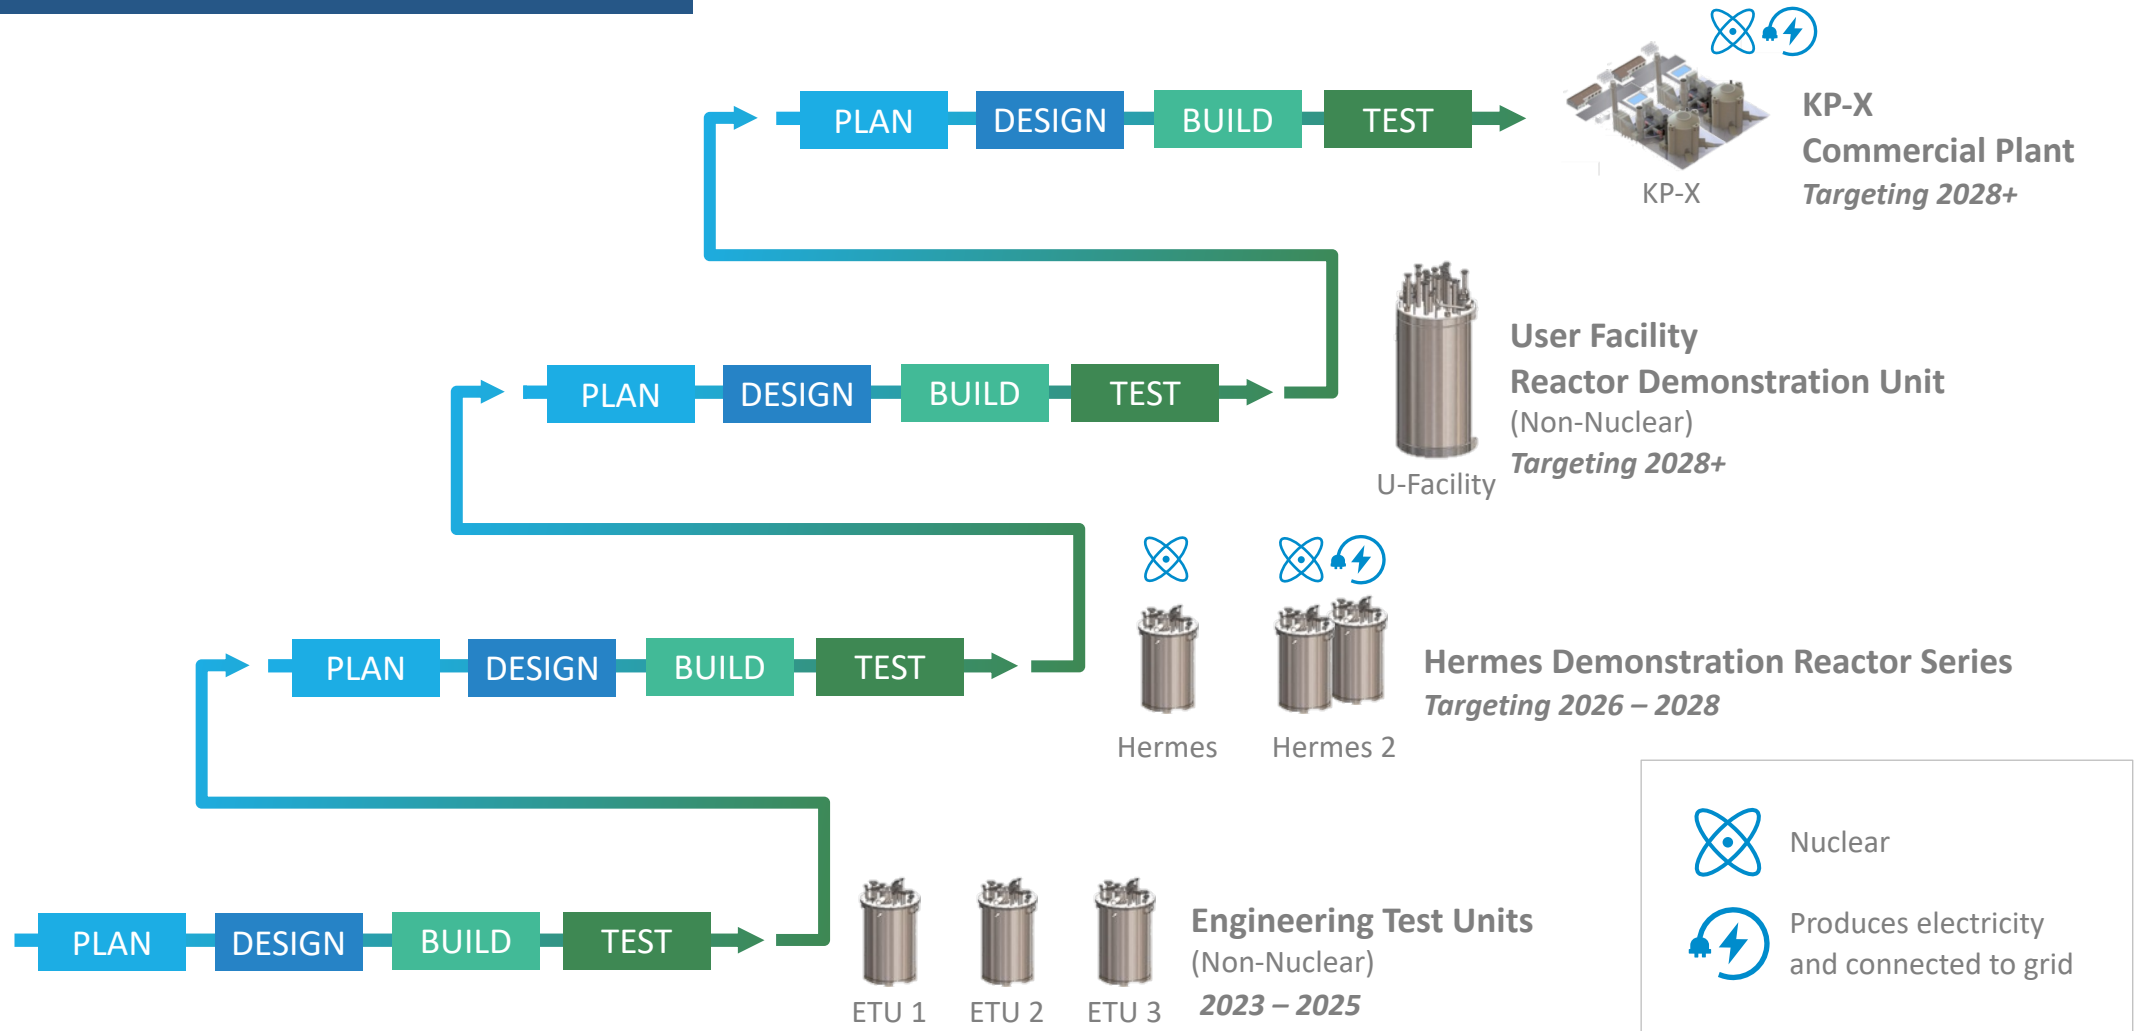 PLAN
DESIGN
BUILD
TEST
KP-X
KP-X
Commercial Plant
Targeting 2028+
PLAN
DESIGN
BUILD
TEST
U-Facility
User Facility
Reactor Demonstration Unit
(Non-Nuclear)
Targeting 2028+
PLAN
DESIGN
BUILD
TEST
Hermes
Hermes 2
Hermes Demonstration Reactor Series
Targeting 2026 – 2028
PLAN
DESIGN
BUILD
TEST
ETU 1
ETU 2
ETU 3
Engineering Test Units
(Non-Nuclear)
2023 – 2025
Nuclear
Produces electricity
and connected to grid